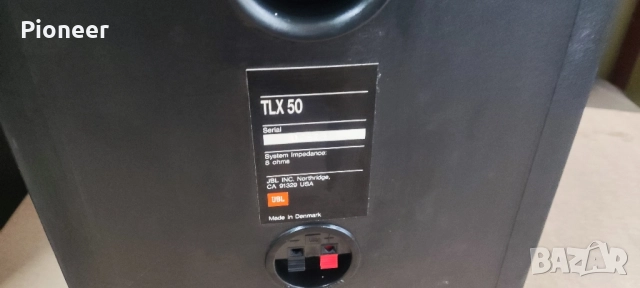 Pioneer
TLX 50
Serial
System Impedance:
8 ohms
JBL INC. Northridge,
CA 91329 USA
JBL
Made in Denmark
- +
BAZAR